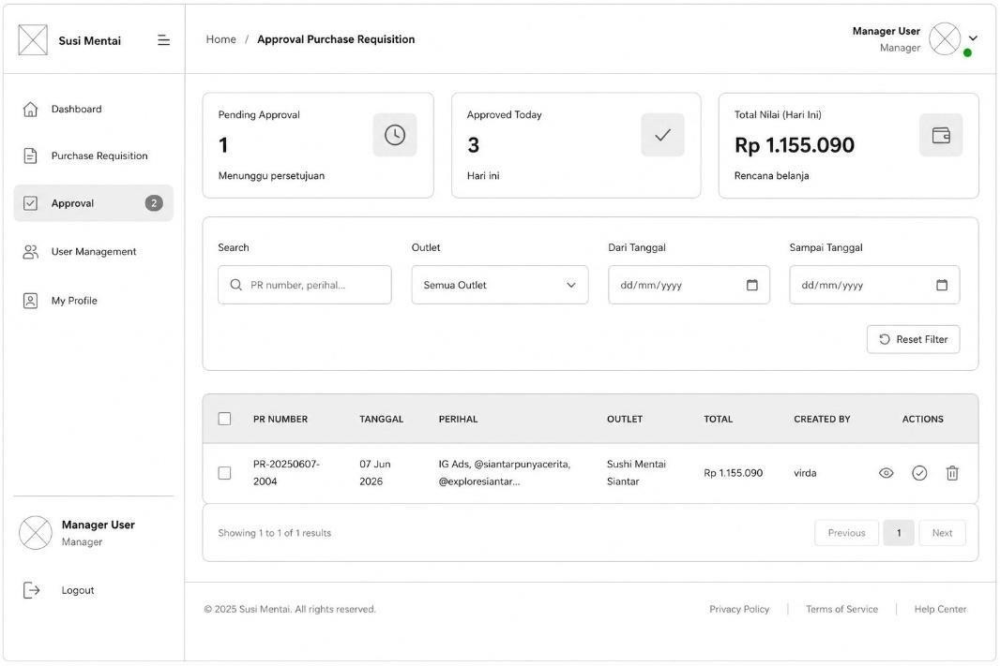 Susi Mentai
Home / Approval Purchase Requisition
Manager User
Manager
Dashboard
Purchase Requisition
Approval 2
User Management
My Profile
Manager User
Manager
Logout
Pending Approval
1
Menunggu persetujuan
Approved Today
3
Hari ini
Total Nilai (Hari Ini)
Rp 1.155.090
Rencana belanja
Search
PR number, perihal...
Outlet
Semua Outlet
Dari Tanggal
dd/mm/yyyy
Sampai Tanggal
dd/mm/yyyy
Reset Filter
PR NUMBER TANGGAL PERIHAL OUTLET TOTAL CREATED BY ACTIONS
PR-20250607- 07 Jun IG Ads, @siantarpunyacerita, Sushi Mentai
Rp 1.155.090 virda
2004 2026 @exploresiantar... Siantar
Showing 1 to 1 of 1 results
Previous 1 Next
© 2025 Susi Mentai. All rights reserved.
Privacy Policy | Terms of Service | Help Center